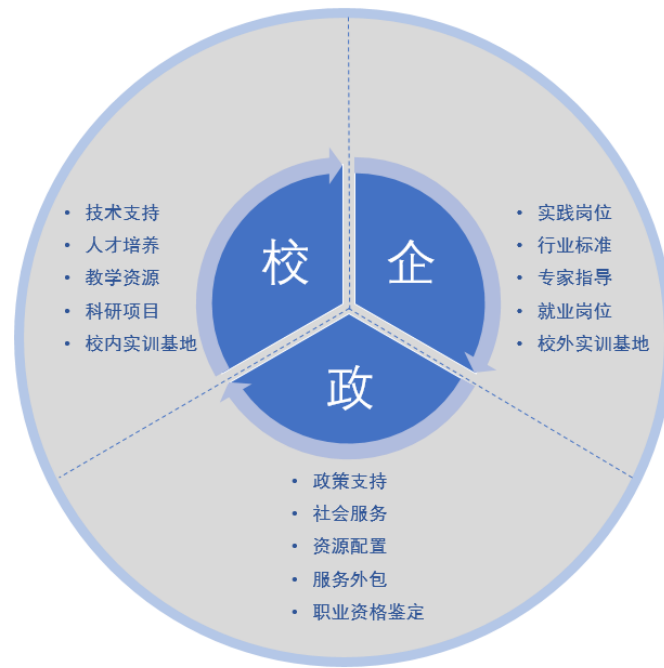 校
• 技术支持
• 人才培养
• 教学资源
• 科研项目
• 校内实训基地
企
• 实践岗位
• 行业标准
• 专家指导
• 就业岗位
• 校外实训基地
政
• 政策支持
• 社会服务
• 资源配置
• 服务外包
• 职业资格鉴定